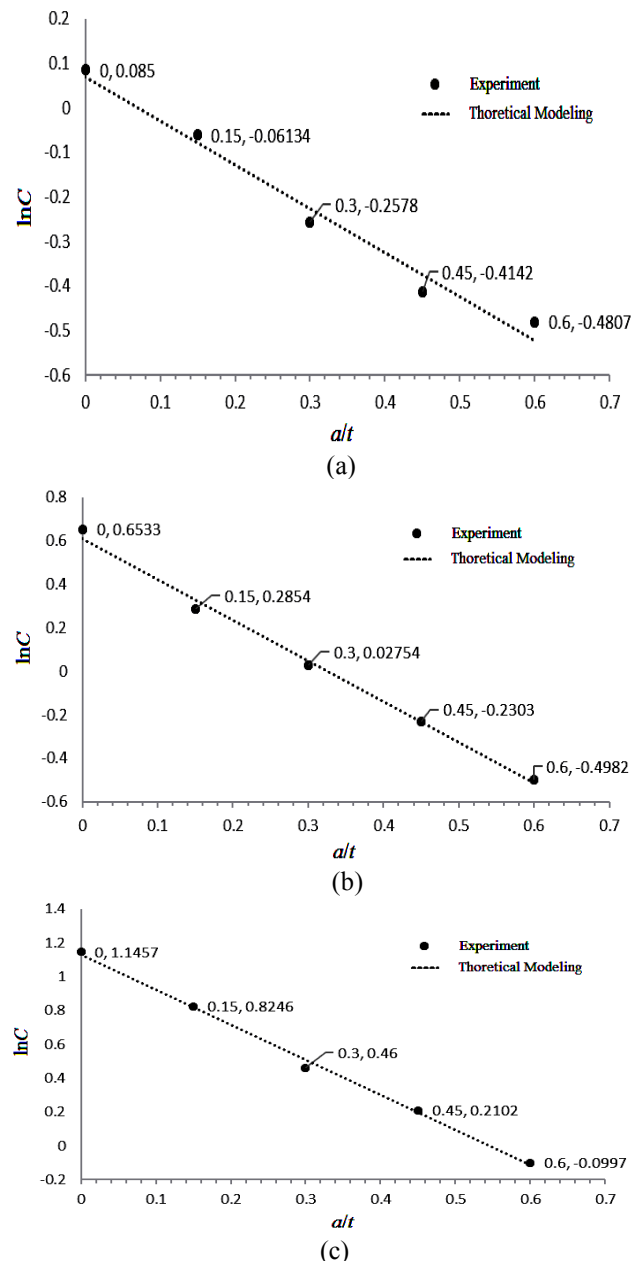 0.2
0.1
0
-0.1
-0.2
-0.3
-0.4
-0.5
-0.6
lnC
0, 0.085
0.15, -0.06134
0.3, -0.2578
0.45, -0.4142
0.6, -0.4807
Experiment
Thoretical Modeling
0 0.1 0.2 0.3 0.4 0.5 0.6 0.7
a/t
(a)
0.8
0.6
0.4
0.2
0
-0.2
-0.4
-0.6
lnC
0, 0.6533
0.15, 0.2854
0.3, 0.02754
0.45, -0.2303
0.6, -0.4982
Experiment
Thoretical Modeling
0 0.1 0.2 0.3 0.4 0.5 0.6 0.7
a/t
(b)
1.4
1.2
1
0.8
0.6
0.4
0.2
0
-0.2
lnC
0, 1.1457
0.15, 0.8246
0.3, 0.46
0.45, 0.2102
0.6, -0.0997
Experiment
Thoretical Modeling
0 0.1 0.2 0.3 0.4 0.5 0.6 0.7
a/t
(c)